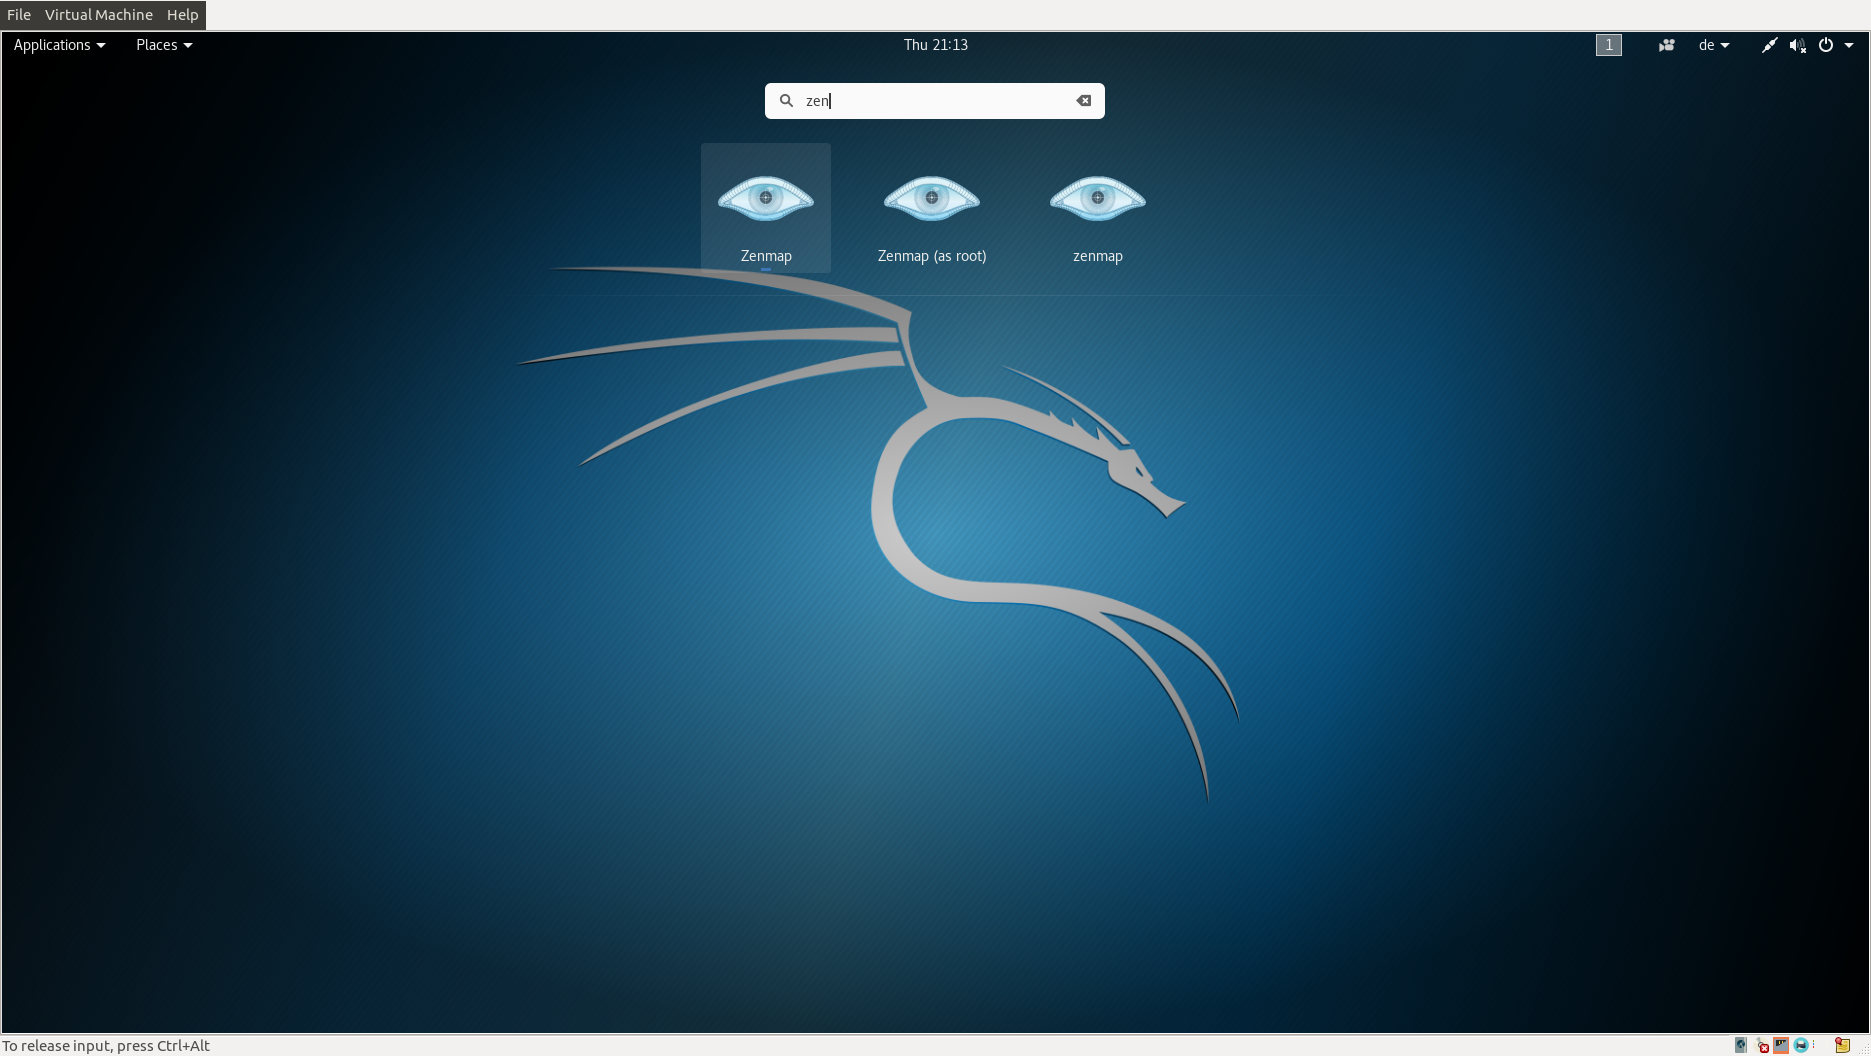 File Virtual Machine Help
Applications Places Thu 21:13 1 de
zen
Zenmap Zenmap (as root) zenmap
To release input, press Ctrl+Alt